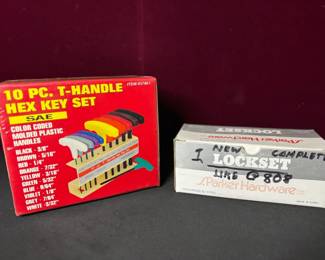 10 PC. T-HANDLE
HEX KEY SET
SAE
COLOR CODED
MOLDED PLASTIC
HANDLES
BLACK - 3/8"
BROWN - 5/16"
RED - 1/4"
ORANGE - 7/32"
YELLOW - 3/16"
GREEN - 5/32"
BLUE - 9/64"
VIOLET - 1/8"
GREY - 7/64"
WHITE - 3/32"
Parker Hardware
1 NEW COMPLETE
LOCKSET
LIKE G 808
Parker Hardware